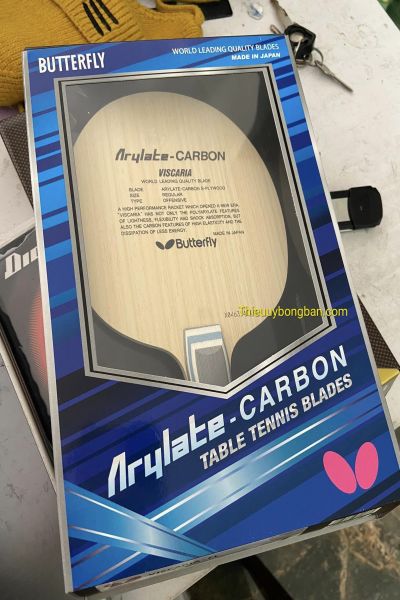 BUTTERFLY
WORLD LEADING QUALITY BLADES
MADE IN JAPAN
Arylate-CARBON
VISCARIA
WORLD LEADING QUALITY BLADE
BLADE ARYLATE-CARBON 5-PLYWOOD
SIZE REGULAR
TYPE OFFENSIVE
A HIGH PERFORMANCE RACKET WHICH OPENED A NEW ERA.
"VISCARIA" HAS NOT ONLY THE POLYARYLATE FEATURES
OF LIGHTNESS, FLEXIBILITY AND SHOCK ABSORPTION, BUT
ALSO THE CARBON FEATURES OF HIGH ELASTICITY AND THE
DISSIPATION OF LESS ENERGY.
MADE IN JAPAN
Butterfly
Thieuuybongban.com
Arylate-CARBON
TABLE TENNIS BLADES